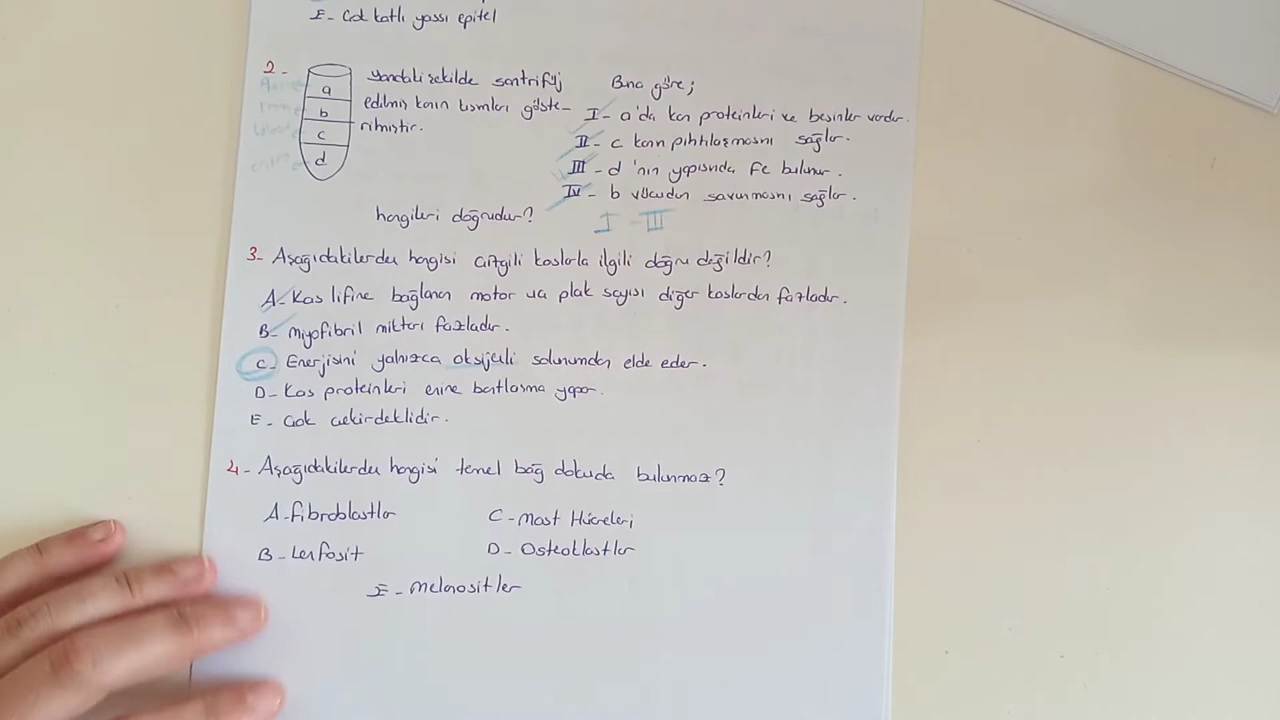 E- Çok katlı yassı epitel
2-
a
b
c
d
yandaki şekilde santrifüj
edilmiş kanın kısımları göste-
rilmiştir.
Buna göre;
I- a'da kan proteinleri ve besinler vardır.
II- c kanın pıhtılaşmasını sağlar.
III- d 'nin yapısında Fe bulunur.
IV- b vücudun savunmasını sağlar.
hangileri doğrudur?
I - III
3- Aşağıdakilerden hangisi çizgili kaslarla ilgili doğru değildir?
A- Kas lifine bağlanan motor uç plak sayısı diğer kaslardan fazladır.
B- Miyofibril miktarı fazladır.
C- Enerjisini yalnızca oksijenli solunumdan elde eder.
D- Kas proteinleri enine bantlaşma yapar.
E- Çok çekirdeklidir.
4- Aşağıdakilerden hangisi temel bağ dokuda bulunmaz?
A- Fibroblastlar
C- Mast Hücreleri
B- Lenfosit
D- Osteoklastlar
E- Melanositler